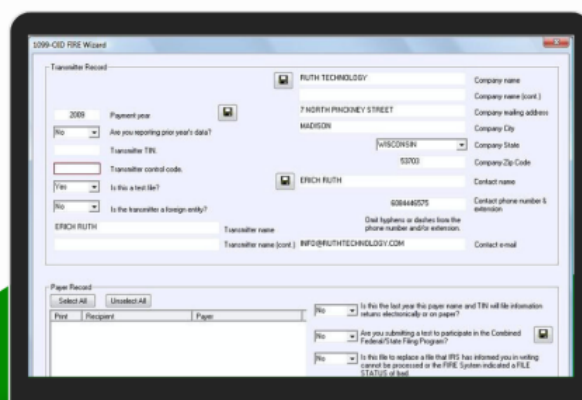 1099-OID FIRE Wizard
Transmitter Record
RUTH TECHNOLOGY Company name
Company name (cont.)
2009 Payment year 7 NORTH PINCKNEY STREET Company mailing address
No Are you reporting prior year's data? MADISON Company City
Transmitter TIN. WISCONSIN Company State
Transmitter control code. 53703 Company Zip Code
Yes Is this a test file? ERICH RUTH Contact name
No Is the transmitter a foreign entity? 6084446575 Contact phone number & extension
Omit hyphens or dashes from the phone number and/or extension.
ERICH RUTH Transmitter name
Transmitter name (cont.) INFO@RUTHTECHNOLOGY.COM Contact e-mail
Payer Record
Select All Unselect All
Print Recipient Payer
No Is this the last year this payer name and TIN will file information returns electronically or on paper?
No Are you submitting a test to participate in the Combined Federal/State Filing Program?
No Is this file to replace a file that IRS has informed you in writing cannot be processed or the FIRE System indicated a FILE STATUS of bad.